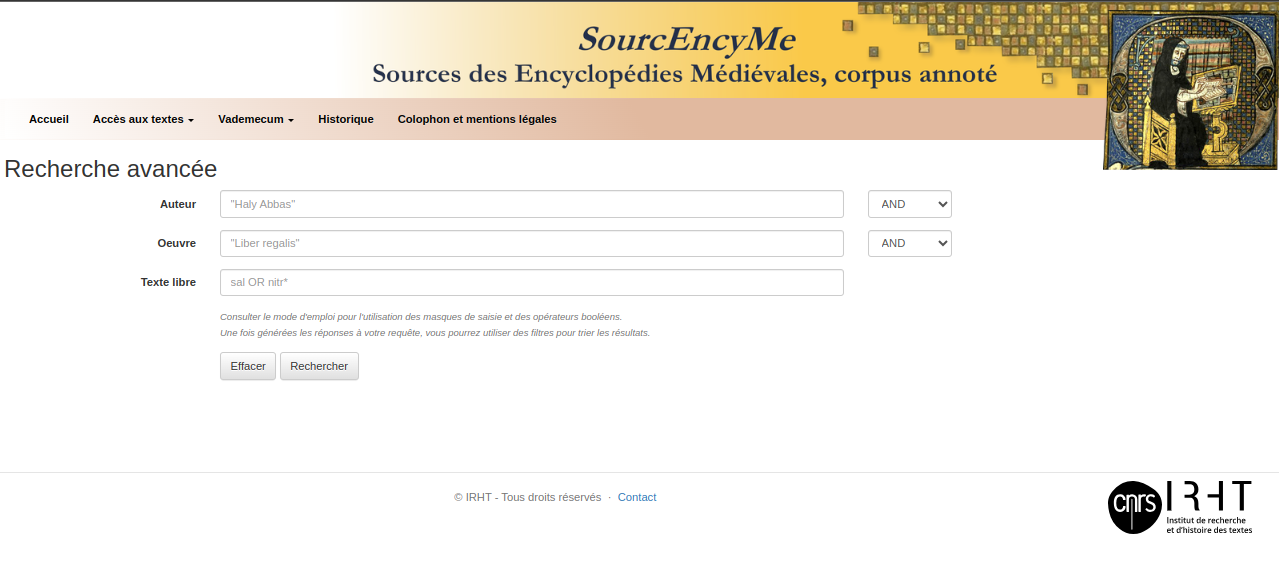 SourcEncyMe
Sources des Encyclopédies Médiévales, corpus annoté
Accueil Accès aux textes Vademecum Historique Colophon et mentions légales
Recherche avancée
Auteur "Haly Abbas" AND
Oeuvre "Liber regalis" AND
Texte libre sal OR nitr*
Consulter le mode d'emploi pour l'utilisation des masques de saisie et des opérateurs booléens.
Une fois générées les réponses à votre requête, vous pourrez utiliser des filtres pour trier les résultats.
Effacer Rechercher
© IRHT - Tous droits réservés · Contact
cnrs IRHT
Institut de recherche
et d'histoire des textes